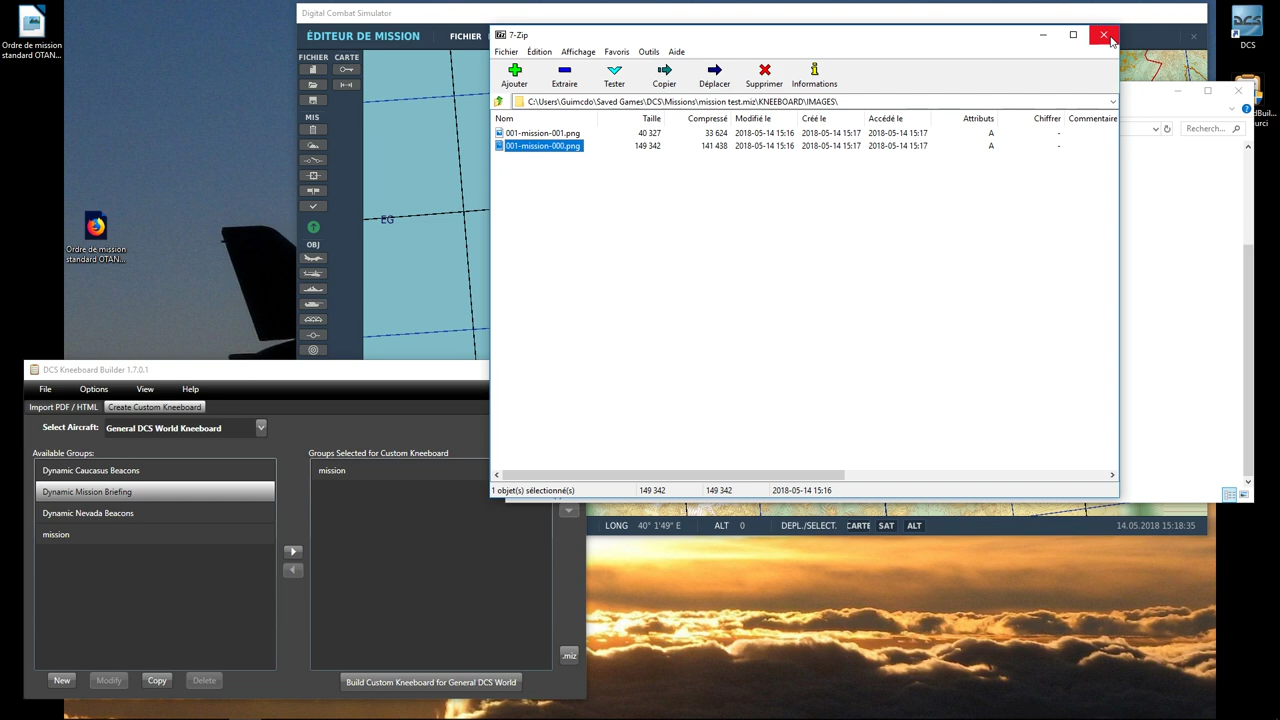 Ordre de mission
standard OTAN...
Digital Combat Simulator
ÉDITEUR DE MISSION
FICHIER
FICHIER
CARTE
MIS
OBJ
EG
Ordre de mission
standard OTAN...
DCS
7-Zip
Fichier Édition Affichage Favoris Outils Aide
Ajouter Extraire Tester Copier Déplacer Supprimer Informations
C:\Users\Guimcdo\Saved Games\DCS\Missions\mission test.miz\KNEEBOARD\IMAGES\
Nom Taille Compressé Modifié le Créé le Accédé le Attributs Chiffrer Commentaire
001-mission-001.png 40 327 33 624 2018-05-14 15:16 2018-05-14 15:17 2018-05-14 15:17 A -
001-mission-000.png 149 342 141 438 2018-05-14 15:16 2018-05-14 15:17 2018-05-14 15:17 A -
1 objet(s) sélectionné(s) 149 342 149 342 2018-05-14 15:16
Recherch...
LONG 40° 1'49" E ALT 0 DEPL./SELECT. CARTE SAT ALT 14.05.2018 15:18:35
DCS Kneeboard Builder 1.7.0.1
File Options View Help
Import PDF / HTML Create Custom Kneeboard
Select Aircraft: General DCS World Kneeboard
Available Groups:
Dynamic Caucasus Beacons
Dynamic Mission Briefing
Dynamic Nevada Beacons
mission
Groups Selected for Custom Kneeboard
mission
.miz
New Modify Copy Delete
Build Custom Kneeboard for General DCS World